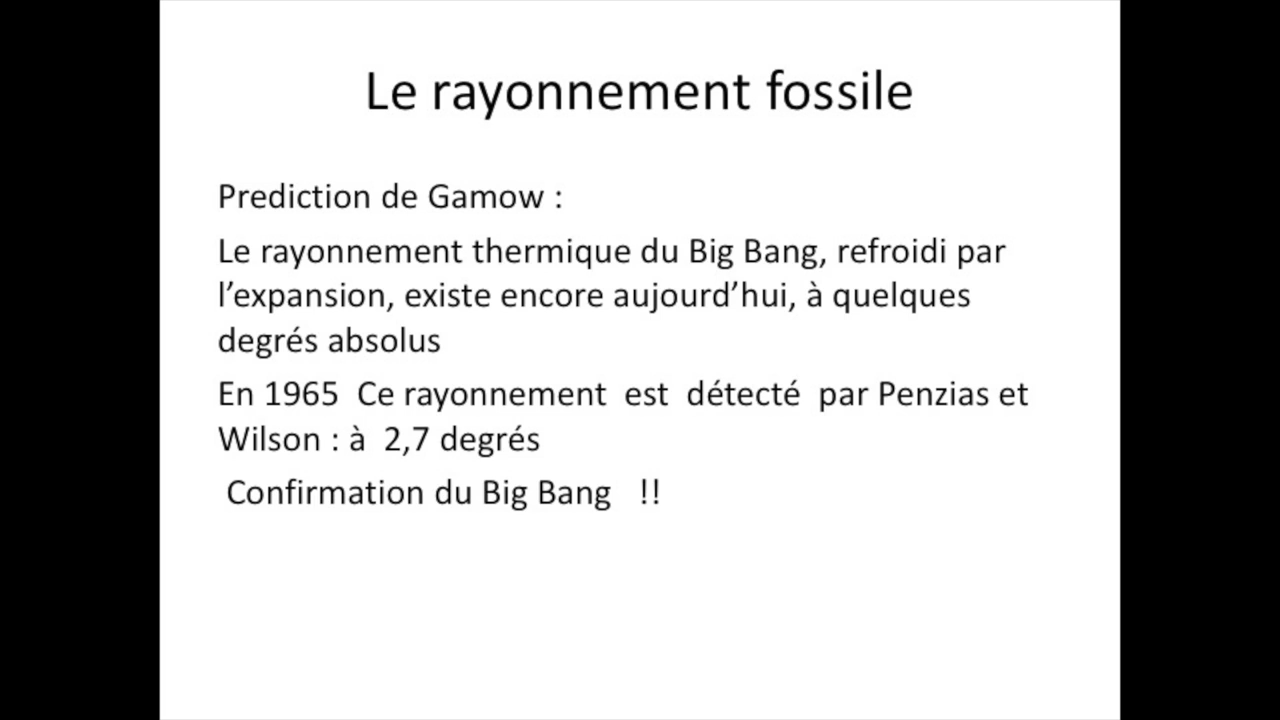 Le rayonnement fossile
Prediction de Gamow :
Le rayonnement thermique du Big Bang, refroidi par
l’expansion, existe encore aujourd’hui, à quelques
degrés absolus
En 1965  Ce rayonnement  est  détecté  par Penzias et
Wilson : à  2,7 degrés
Confirmation du Big Bang   !!